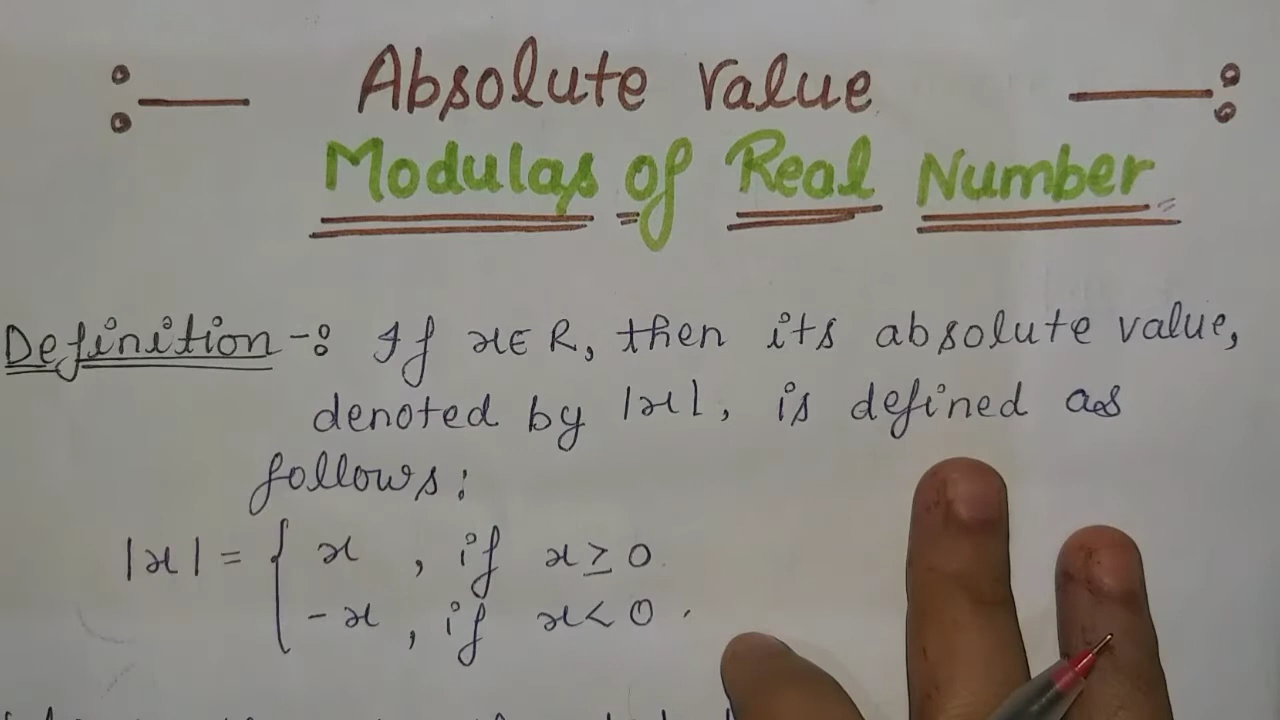 Absolute Value
Modulas of Real Number
Definition -: If x∈R, then its absolute value,
denoted by |x|, is defined as
follows:
|x| = { x , if x ≥ 0
-x , if x < 0.